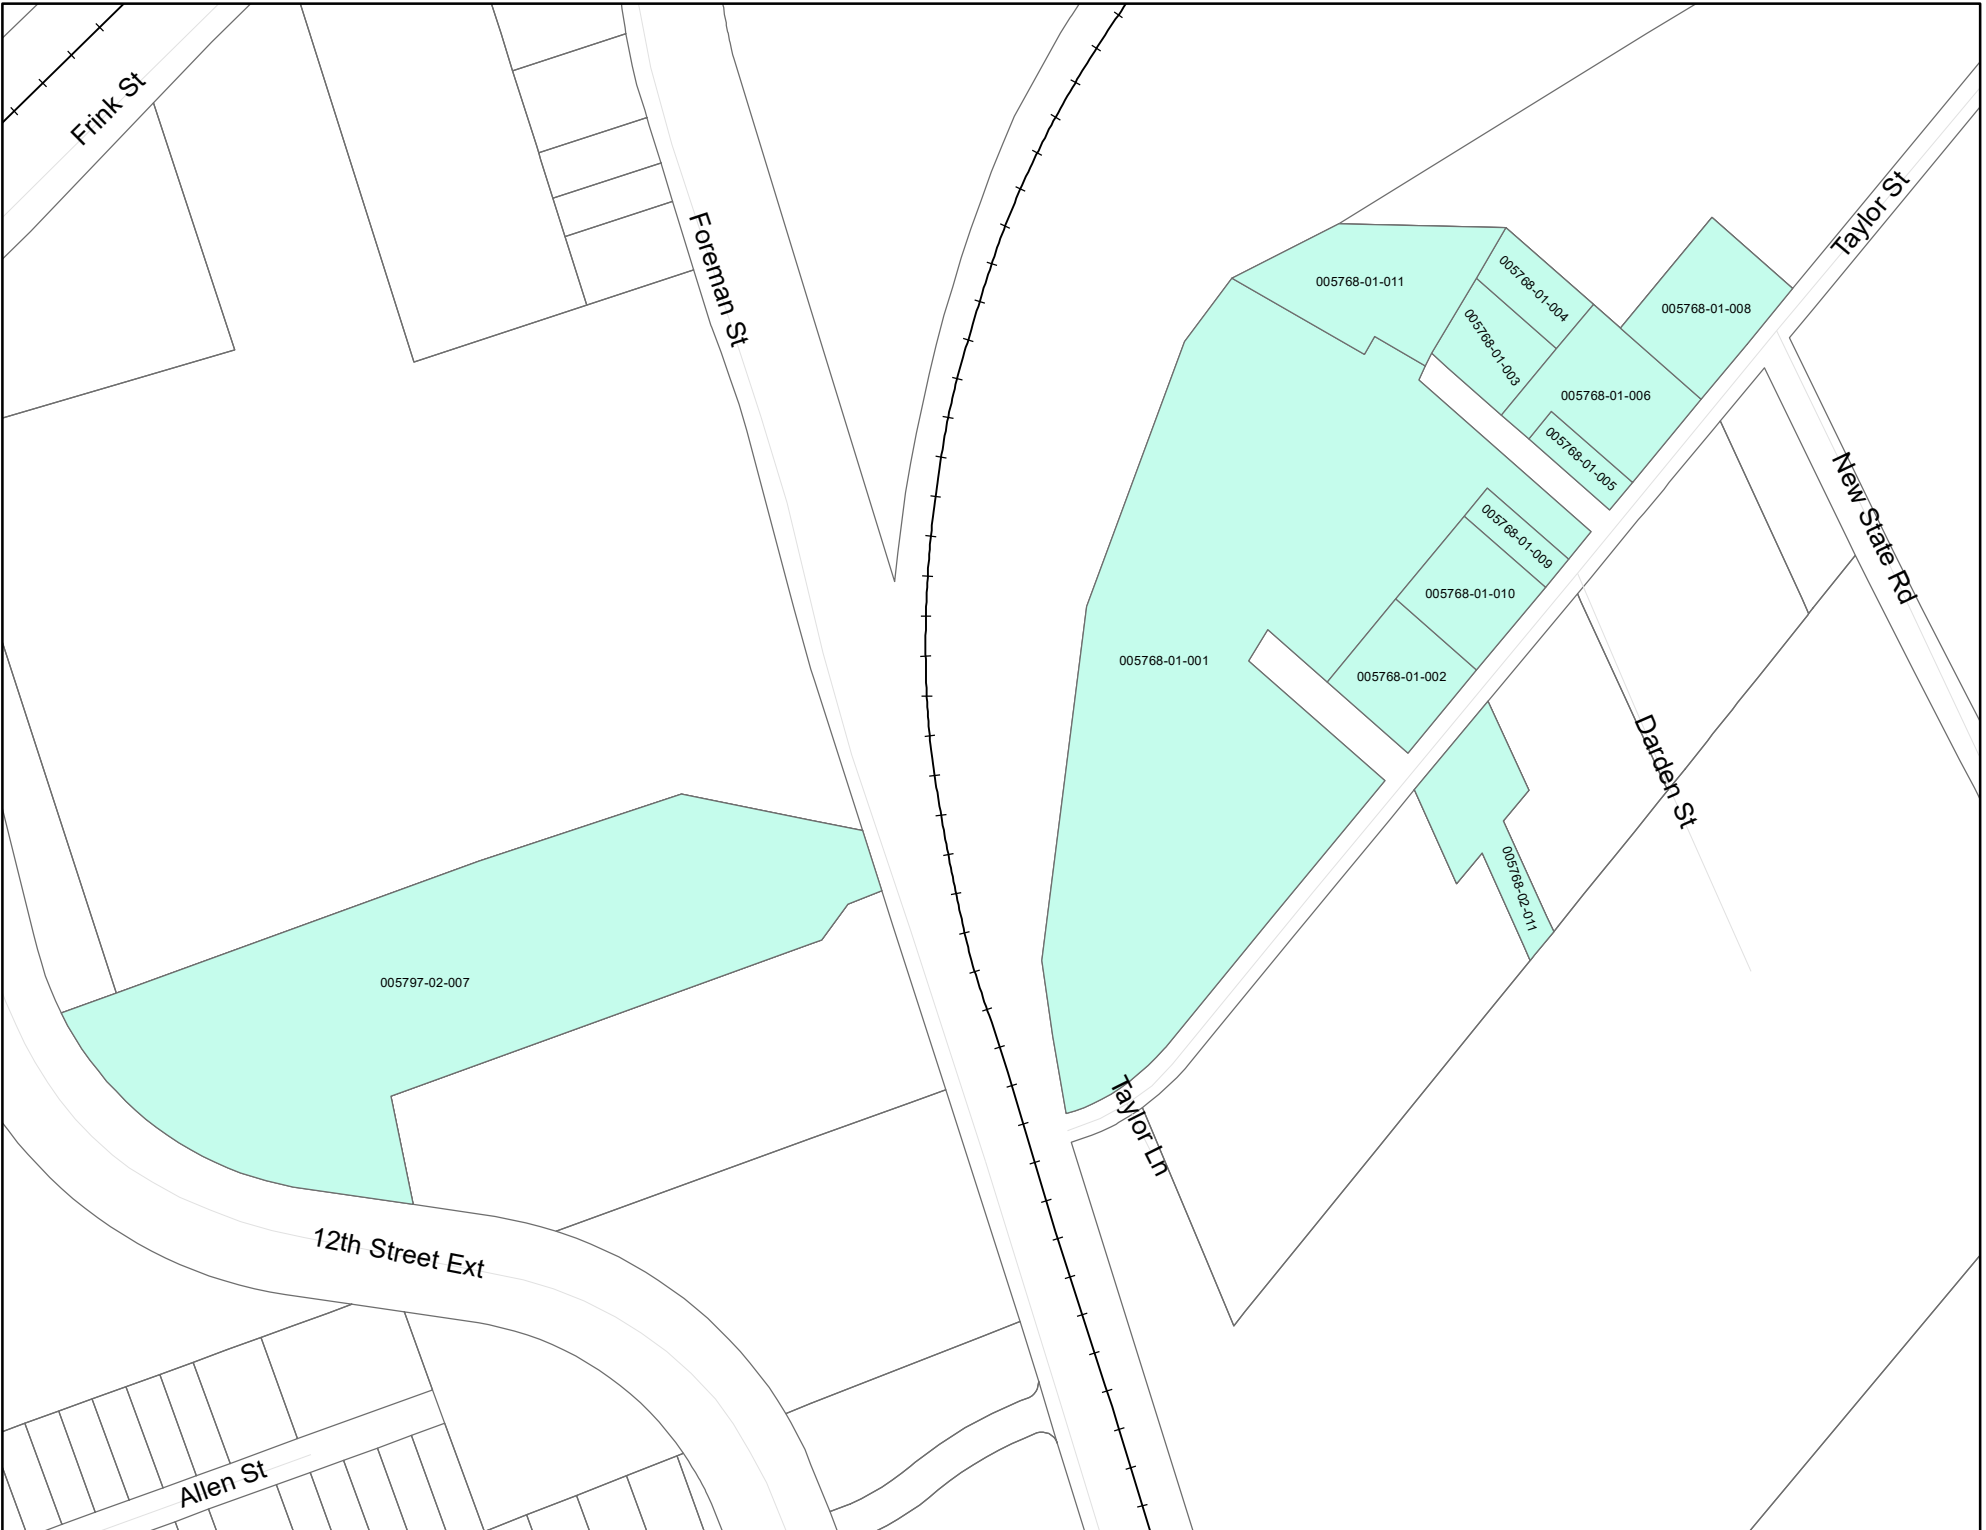 Frink St
Foreman St
Taylor St
005768-01-011
005768-01-004
005768-01-008
005768-01-003
005768-01-006
005768-01-005
New State Rd
005768-01-009
005768-01-010
005768-01-001
005768-01-002
Darden St
005768-02-011
005797-02-007
Taylor Ln
12th Street Ext
Allen St